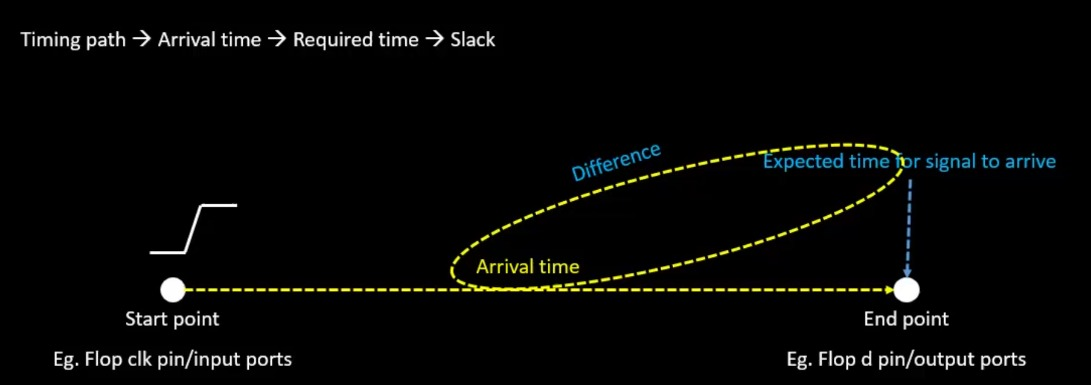 Timing path → Arrival time → Required time → Slack
Difference
Expected time for signal to arrive
Arrival time
Start point
End point
Eg. Flop clk pin/input ports
Eg. Flop d pin/output ports